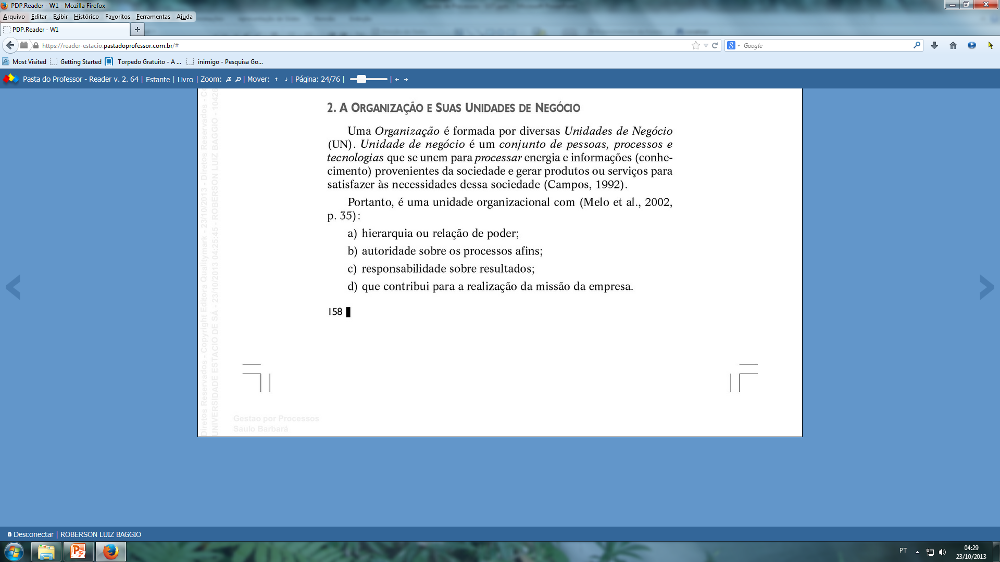 PDP.Reader - W1 - Mozilla Firefox
Arquivo Editar Exibir Histórico Favoritos Ferramentas Ajuda
PDP.Reader - W1
https://reader-estacio.pastadoprofessor.com.br/#
Google
Most Visited Getting Started Torpedo Gratuito - A ... inimigo - Pesquisa Go...
Pasta do Professor - Reader v. 2. 64 | Estante | Livro | Zoom: | Mover: ↑ ↓ | Página: 24/76 | | ← →
2. A ORGANIZAÇÃO E SUAS UNIDADES DE NEGÓCIO
Uma Organização é formada por diversas Unidades de Negócio
(UN). Unidade de negócio é um conjunto de pessoas, processos e
tecnologias que se unem para processar energia e informações (conhe-
cimento) provenientes da sociedade e gerar produtos ou serviços para
satisfazer às necessidades dessa sociedade (Campos, 1992).
Portanto, é uma unidade organizacional com (Melo et al., 2002,
p. 35):
a) hierarquia ou relação de poder;
b) autoridade sobre os processos afins;
c) responsabilidade sobre resultados;
d) que contribui para a realização da missão da empresa.
158
Diretos Reservados - Copyright Editora Qualitymark - 23/10/2013 - Diretos Reservados - Co
UNIVERSIDADE ESTACIO DE SÁ - 23/10/2013 04:25:45 - ROBERSON LUIZ BAGGIO - 10426
Gestao por Processos
Saulo Barbará
Desconectar | ROBERSON LUIZ BAGGIO
PT
04:29
23/10/2013